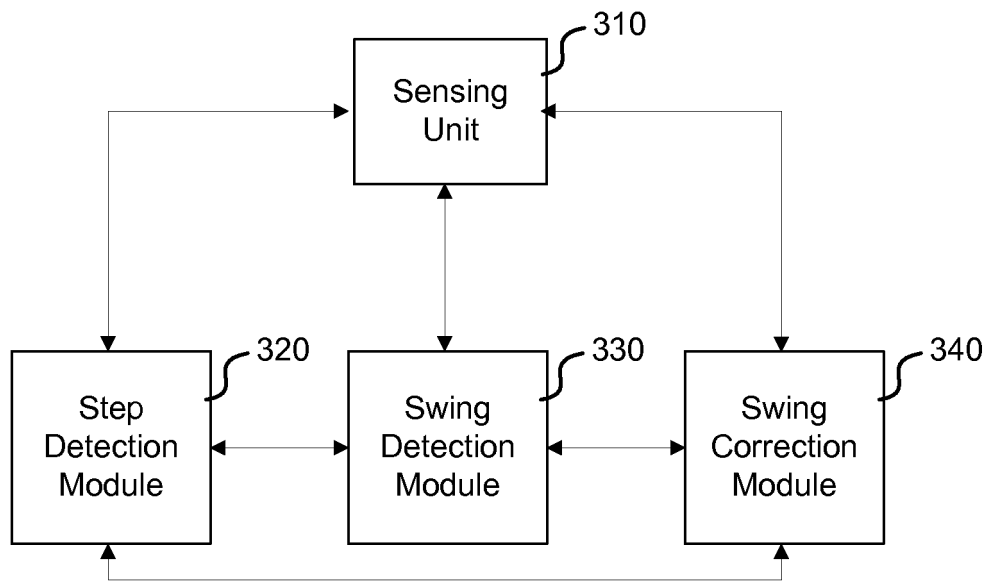 310
Sensing
Unit
320
330
340
Step
Detection
Module
Swing
Detection
Module
Swing
Correction
Module